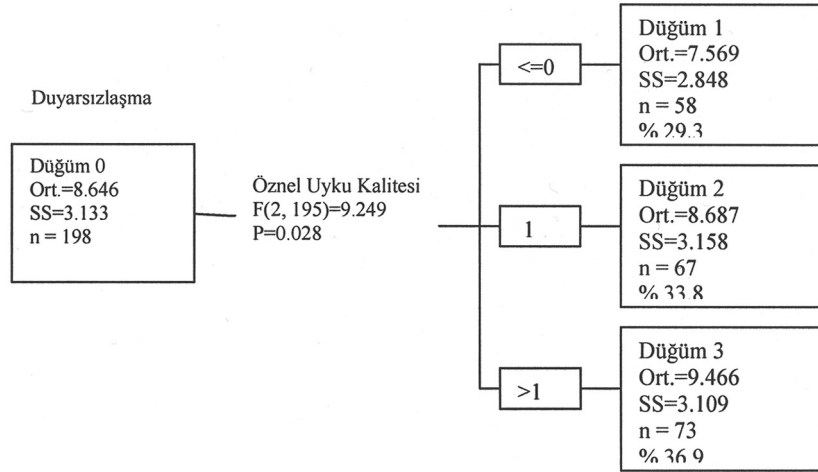 Duyarsızlaşma
Düğüm 0
Ort.=8.646
SS=3.133
n = 198
Öznel Uyku Kalitesi
F(2, 195)=9.249
P=0.028
<=0
Düğüm 1
Ort.=7.569
SS=2.848
n = 58
% 29.3
1
Düğüm 2
Ort.=8.687
SS=3.158
n = 67
% 33.8
>1
Düğüm 3
Ort.=9.466
SS=3.109
n = 73
% 36.9